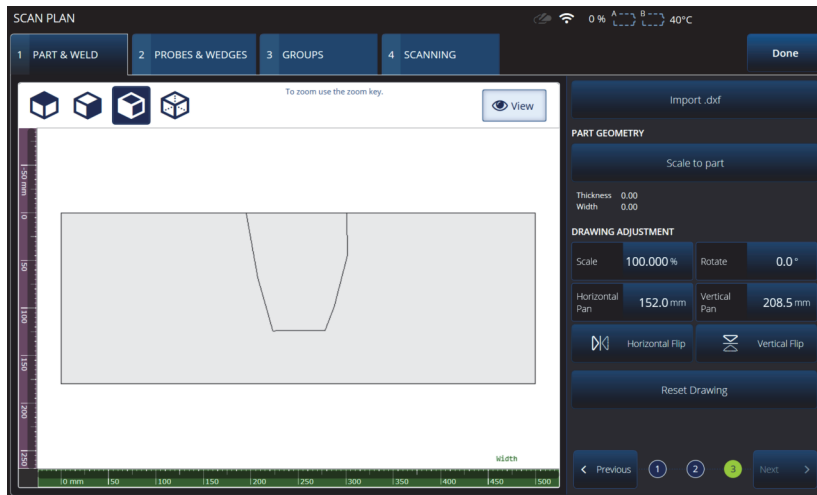 SCAN PLAN
0 % A B 40°C
1 PART & WELD
2 PROBES & WEDGES
3 GROUPS
4 SCANNING
Done
To zoom use the zoom key.
View
-50 mm
0
50
100
150
200
250
Width
0 mm
50
100
150
200
250
300
350
400
450
500
Import .dxf
PART GEOMETRY
Scale to part
Thickness 0.00
Width 0.00
DRAWING ADJUSTMENT
Scale 100.000 %
Rotate 0.0 °
Horizontal Pan 152.0 mm
Vertical Pan 208.5 mm
Horizontal Flip
Vertical Flip
Reset Drawing
Previous
1
2
3
Next